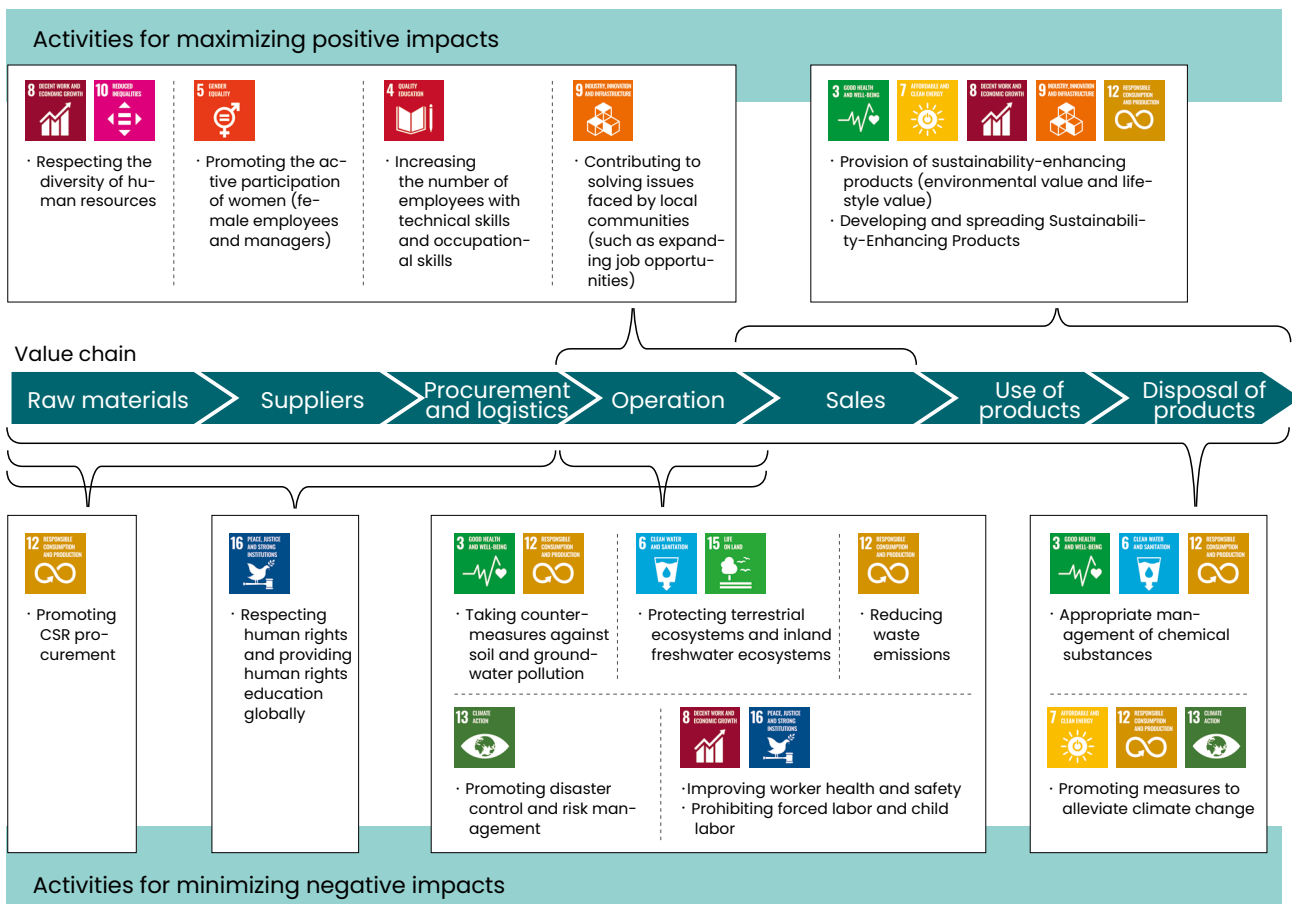 Activities for maximizing positive impacts
8 DECENT WORK AND
ECONOMIC GROWTH
10 REDUCED
INEQUALITIES
· Respecting the
diversity of hu-
man resources
5 GENDER
EQUALITY
· Promoting the ac-
tive participation
of women (fe-
male employees
and managers)
4 QUALITY
EDUCATION
· Increasing
the number of
employees with
technical skills
and occupation-
al skills
9 INDUSTRY, INNOVATION
AND INFRASTRUCTURE
· Contributing to
solving issues
faced by local
communities
(such as expand-
ing job opportu-
nities)
3 GOOD HEALTH
AND WELL-BEING
7 AFFORDABLE AND
CLEAN ENERGY
8 DECENT WORK AND
ECONOMIC GROWTH
9 INDUSTRY, INNOVATION
AND INFRASTRUCTURE
12 RESPONSIBLE
CONSUMPTION
AND PRODUCTION
· Provision of sustainability-enhancing
products (environmental value and life-
style value)
· Developing and spreading Sustainabili-
ty-Enhancing Products
Value chain
Raw materials
Suppliers
Procurement
and logistics
Operation
Sales
Use of
products
Disposal of
products
12 RESPONSIBLE
CONSUMPTION
AND PRODUCTION
· Promoting
CSR pro-
curement
16 PEACE, JUSTICE
AND STRONG
INSTITUTIONS
· Respecting
human rights
and providing
human rights
education
globally
3 GOOD HEALTH
AND WELL-BEING
12 RESPONSIBLE
CONSUMPTION
AND PRODUCTION
· Taking counter-
measures against
soil and ground-
water pollution
6 CLEAN WATER
AND SANITATION
15 LIFE
ON LAND
· Protecting terrestrial
ecosystems and inland
freshwater ecosystems
12 RESPONSIBLE
CONSUMPTION
AND PRODUCTION
· Reducing
waste
emissions
13 CLIMATE
ACTION
· Promoting disaster
control and risk man-
agement
8 DECENT WORK AND
ECONOMIC GROWTH
16 PEACE, JUSTICE
AND STRONG
INSTITUTIONS
·Improving worker health and safety
· Prohibiting forced labor and child
labor
3 GOOD HEALTH
AND WELL-BEING
6 CLEAN WATER
AND SANITATION
12 RESPONSIBLE
CONSUMPTION
AND PRODUCTION
· Appropriate man-
agement of chemical
substances
7 AFFORDABLE AND
CLEAN ENERGY
12 RESPONSIBLE
CONSUMPTION
AND PRODUCTION
13 CLIMATE
ACTION
· Promoting measures to
alleviate climate change
Activities for minimizing negative impacts